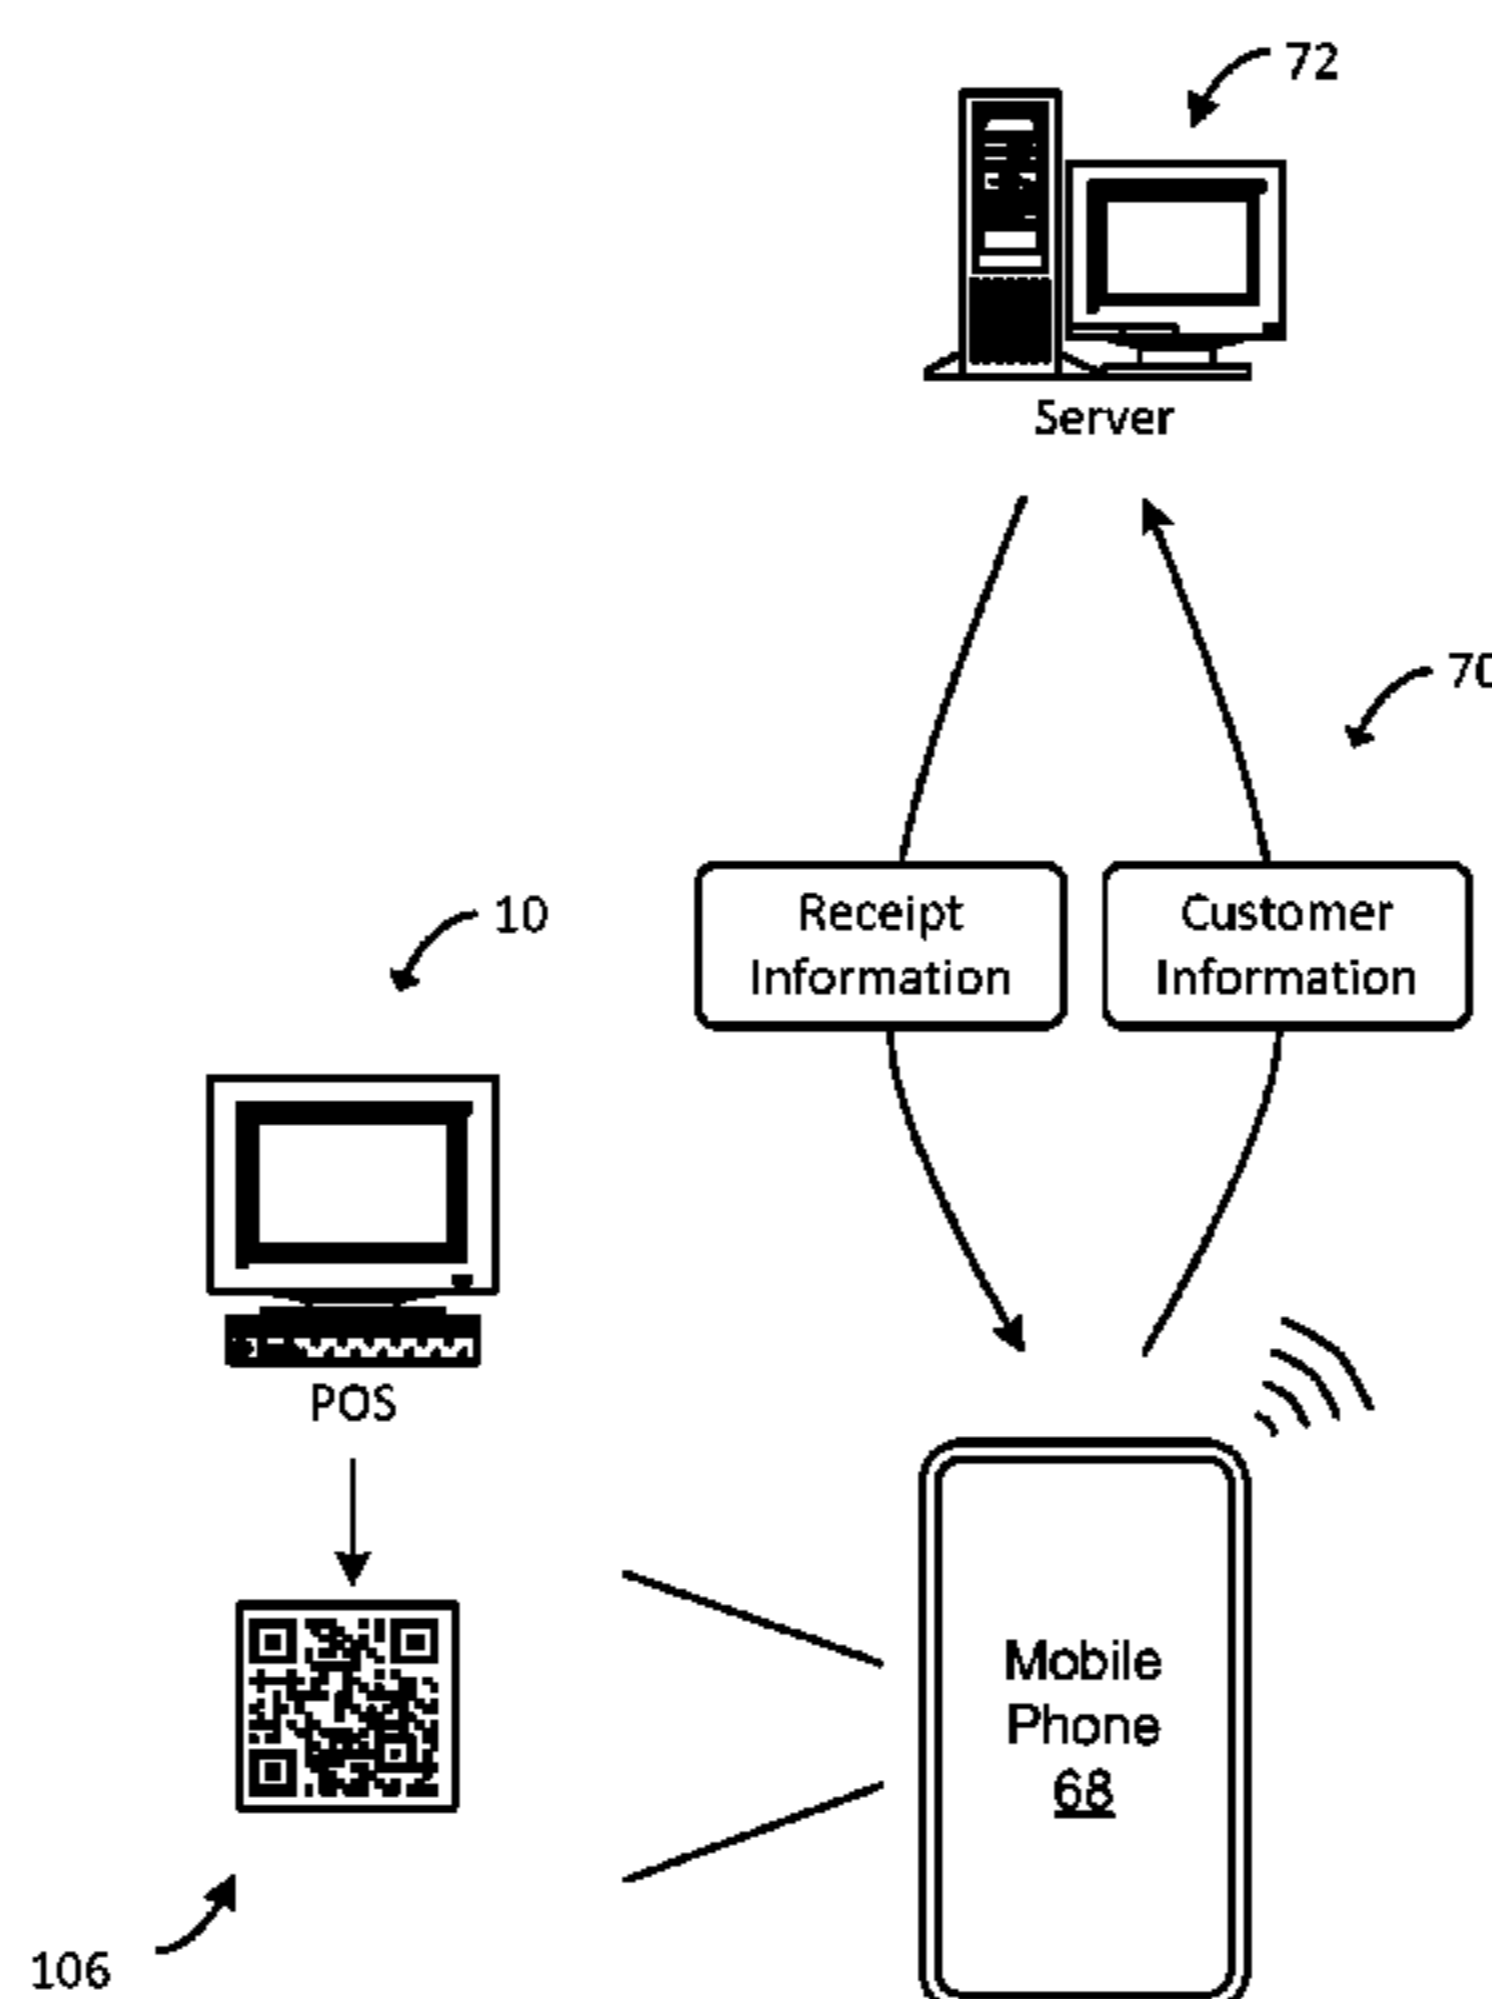 72
Server
70
Receipt
Information
Customer
Information
10
POS
Mobile
Phone
68
106